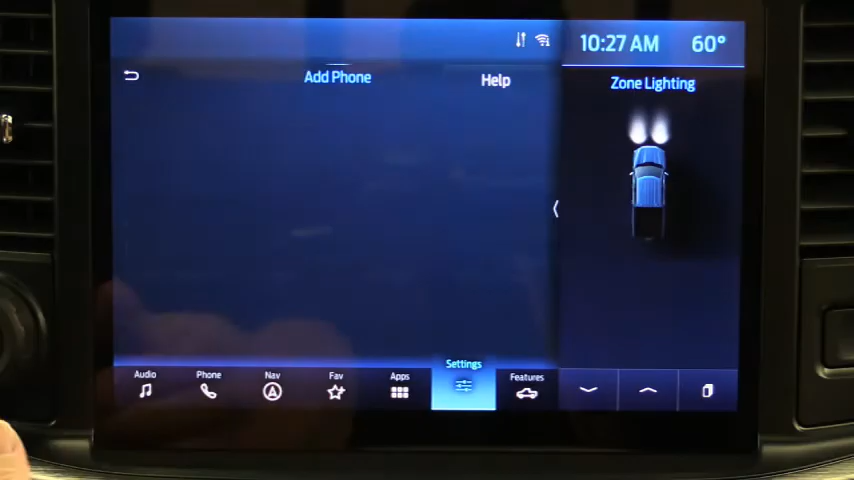 10:27 AM 60°
Add Phone
Help
Zone Lighting
Audio
Phone
Nav
Fav
Apps
Settings
Features